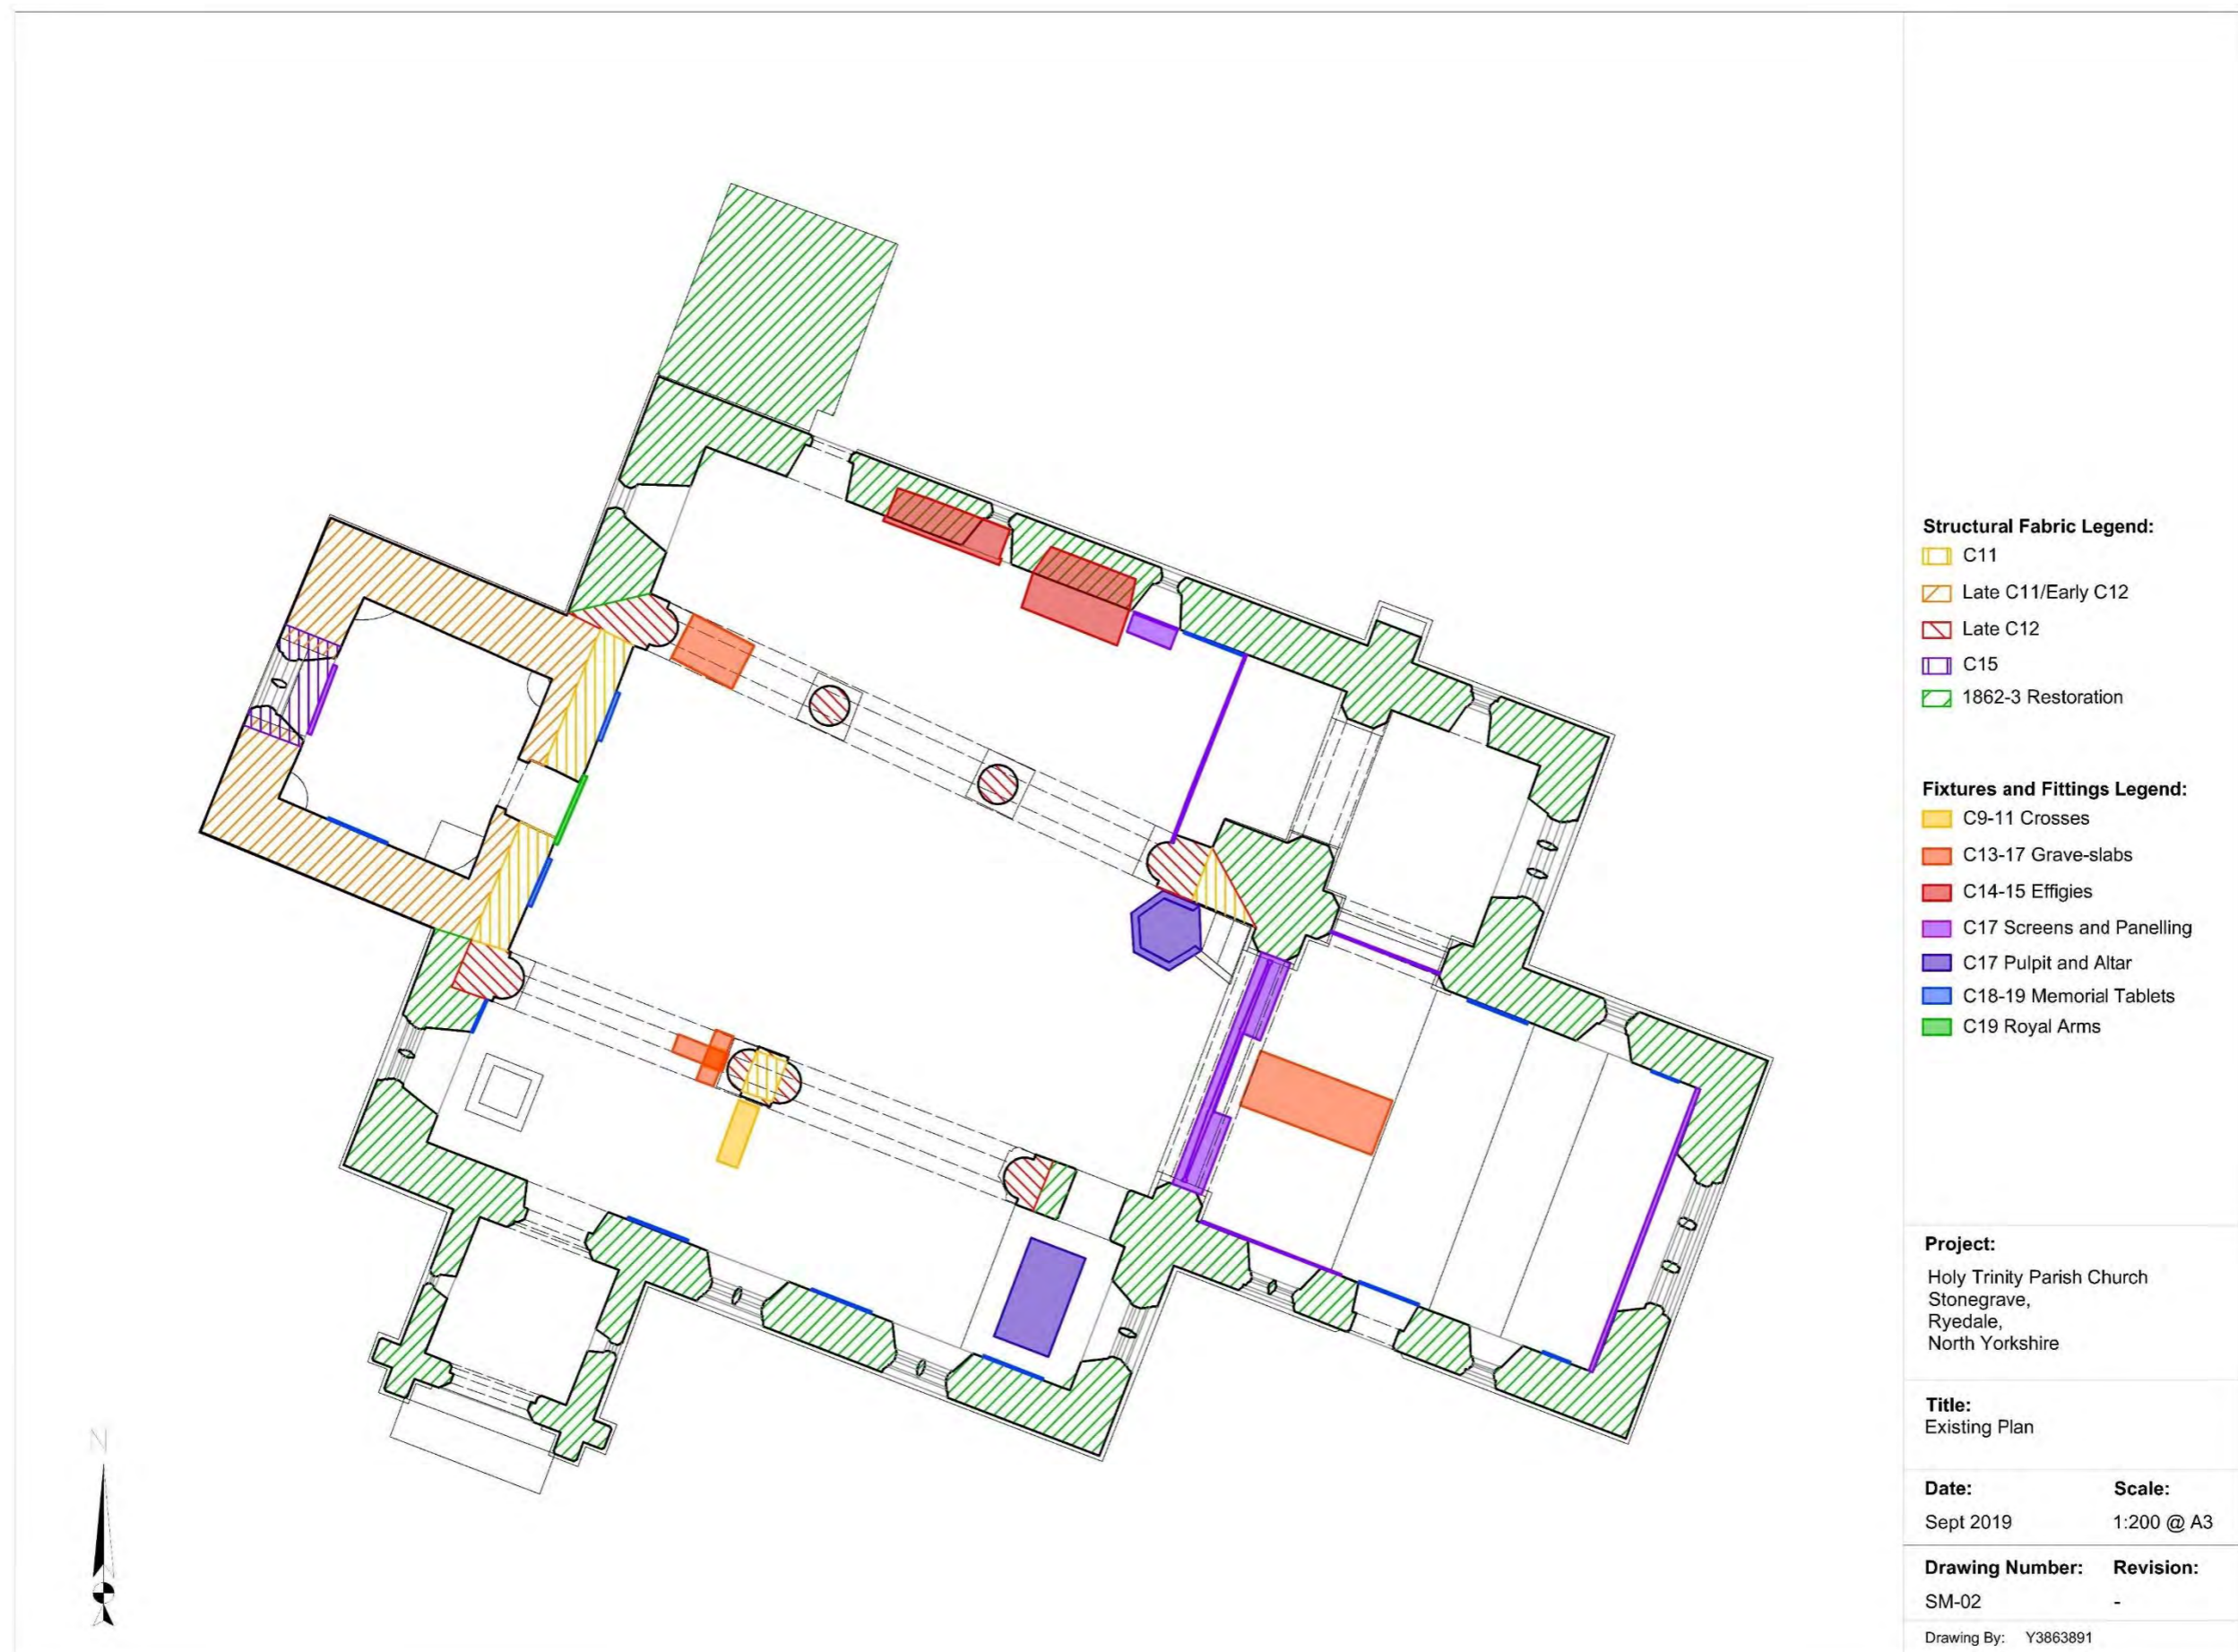 Structural Fabric Legend:
C11
Late C11/Early C12
Late C12
C15
1862-3 Restoration
Fixtures and Fittings Legend:
C9-11 Crosses
C13-17 Grave-slabs
C14-15 Effigies
C17 Screens and Panelling
C17 Pulpit and Altar
C18-19 Memorial Tablets
C19 Royal Arms
Project:
Holy Trinity Parish Church
Stonegrave,
Ryedale,
North Yorkshire
Title:
Existing Plan
Date: Scale:
Sept 2019 1:200 @ A3
Drawing Number: Revision:
SM-02 -
Drawing By: Y3863891
N